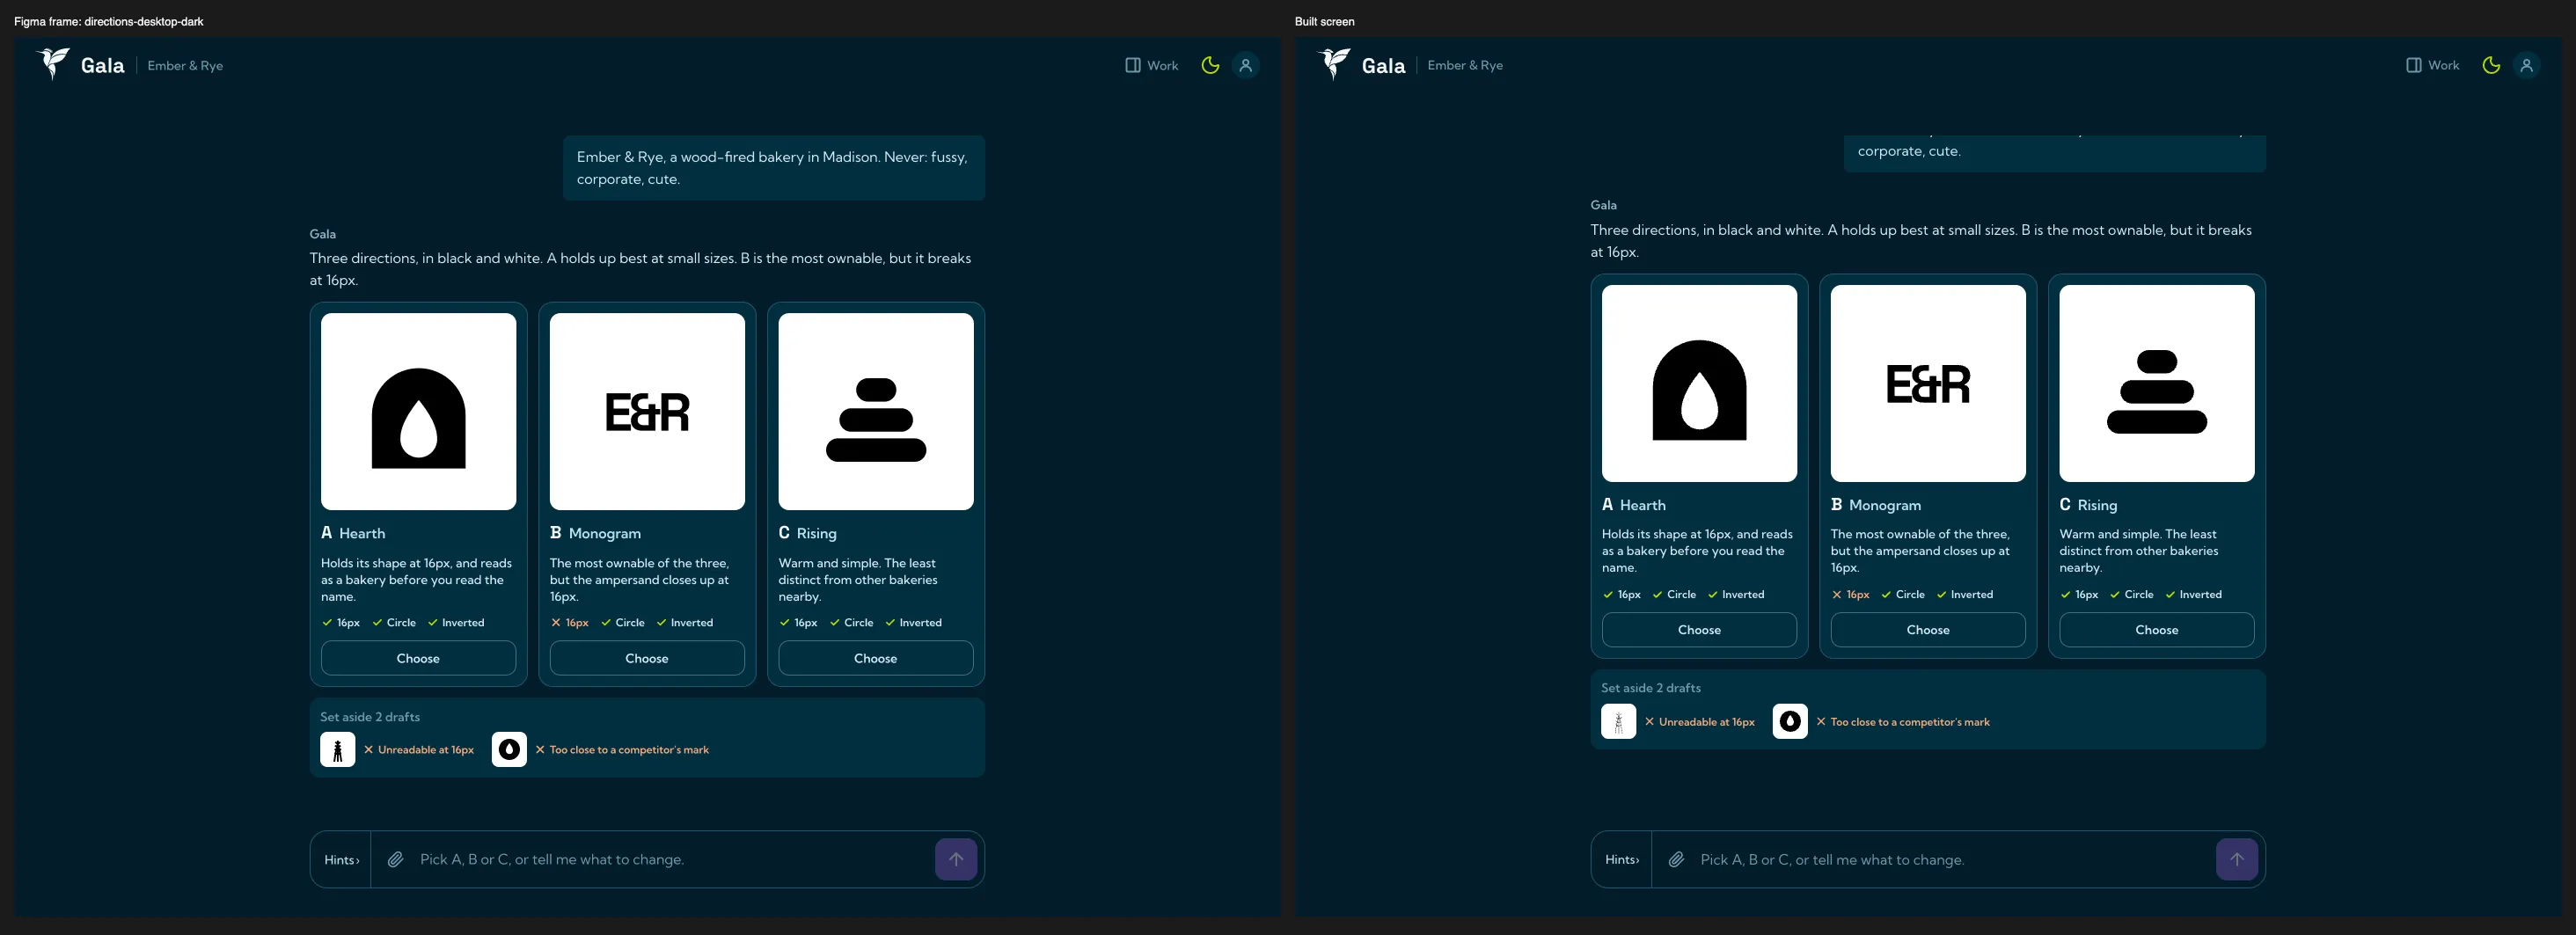 Figma frame: directions-desktop-dark
Gala
Ember & Rye
Work
Ember & Rye, a wood-fired bakery in Madison. Never: fussy,
corporate, cute.
Gala
Three directions, in black and white. A holds up best at small sizes. B is the most ownable, but it breaks
at 16px.
E&R
A Hearth
Holds its shape at 16px, and reads
as a bakery before you read the
name.
16px Circle Inverted
Choose
B Monogram
The most ownable of the three,
but the ampersand closes up at
16px.
16px Circle Inverted
Choose
C Rising
Warm and simple. The least
distinct from other bakeries
nearby.
16px Circle Inverted
Choose
Set aside 2 drafts
Unreadable at 16px
Too close to a competitor's mark
Hints›
Pick A, B or C, or tell me what to change.
Built screen
Gala
Ember & Rye
Work
corporate, cute.
Gala
Three directions, in black and white. A holds up best at small sizes. B is the most ownable, but it breaks
at 16px.
E&R
A Hearth
Holds its shape at 16px, and reads
as a bakery before you read the
name.
16px Circle Inverted
Choose
B Monogram
The most ownable of the three,
but the ampersand closes up at
16px.
16px Circle Inverted
Choose
C Rising
Warm and simple. The least
distinct from other bakeries
nearby.
16px Circle Inverted
Choose
Set aside 2 drafts
Unreadable at 16px
Too close to a competitor's mark
Hints›
Pick A, B or C, or tell me what to change.